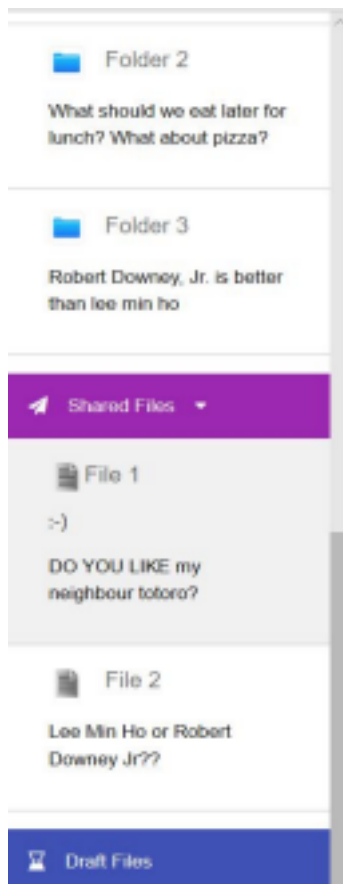 Folder 2
What should we eat later for
lunch? What about pizza?
Folder 3
Robert Downey, Jr. is better
than lee min ho
Shared Files
File 1
:-)
DO YOU LIKE my
neighbour totoro?
File 2
Lee Min Ho or Robert
Downey Jr??
Draft Files